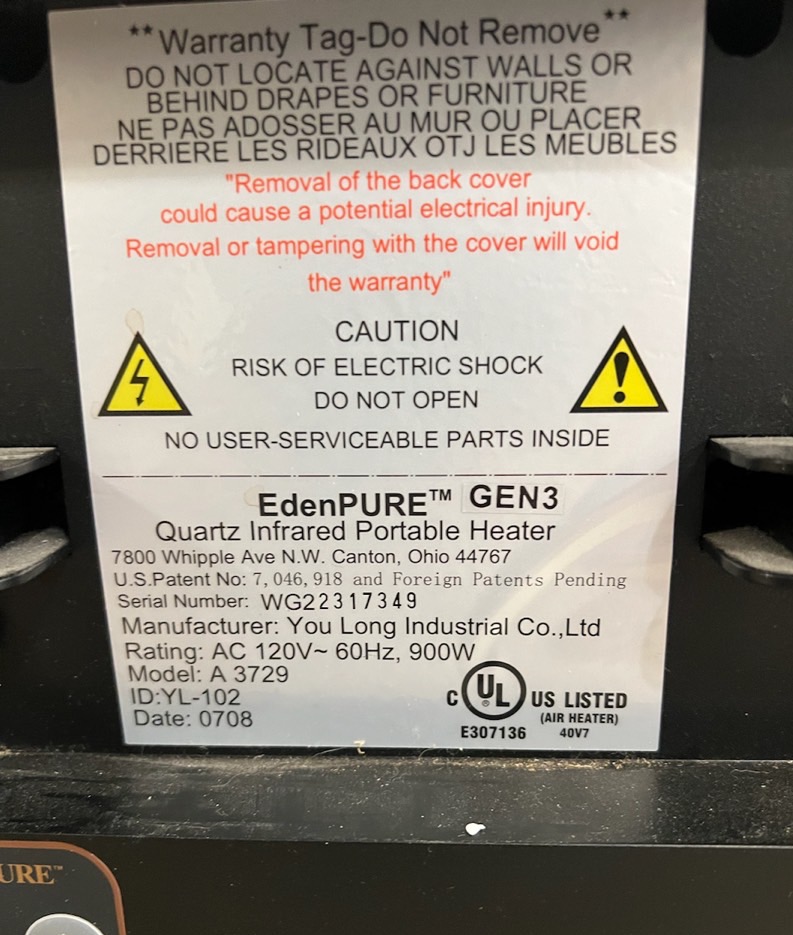 **Warranty Tag-Do Not Remove**
DO NOT LOCATE AGAINST WALLS OR
BEHIND DRAPES OR FURNITURE
NE PAS ADOSSER AU MUR OU PLACER
DERRIERE LES RIDEAUX OTJ LES MEUBLES
"Removal of the back cover
could cause a potential electrical injury.
Removal or tampering with the cover will void
the warranty"
CAUTION
RISK OF ELECTRIC SHOCK
DO NOT OPEN
NO USER-SERVICEABLE PARTS INSIDE
EdenPURE™ GEN3
Quartz Infrared Portable Heater
7800 Whipple Ave N.W. Canton, Ohio 44767
U.S.Patent No: 7,046,918 and Foreign Patents Pending
Serial Number: WG22317349
Manufacturer: You Long Industrial Co.,Ltd
Rating: AC 120V~ 60Hz, 900W
Model: A 3729
ID:YL-102
Date: 0708
C UL® US LISTED
(AIR HEATER)
E307136 40V7
URE™